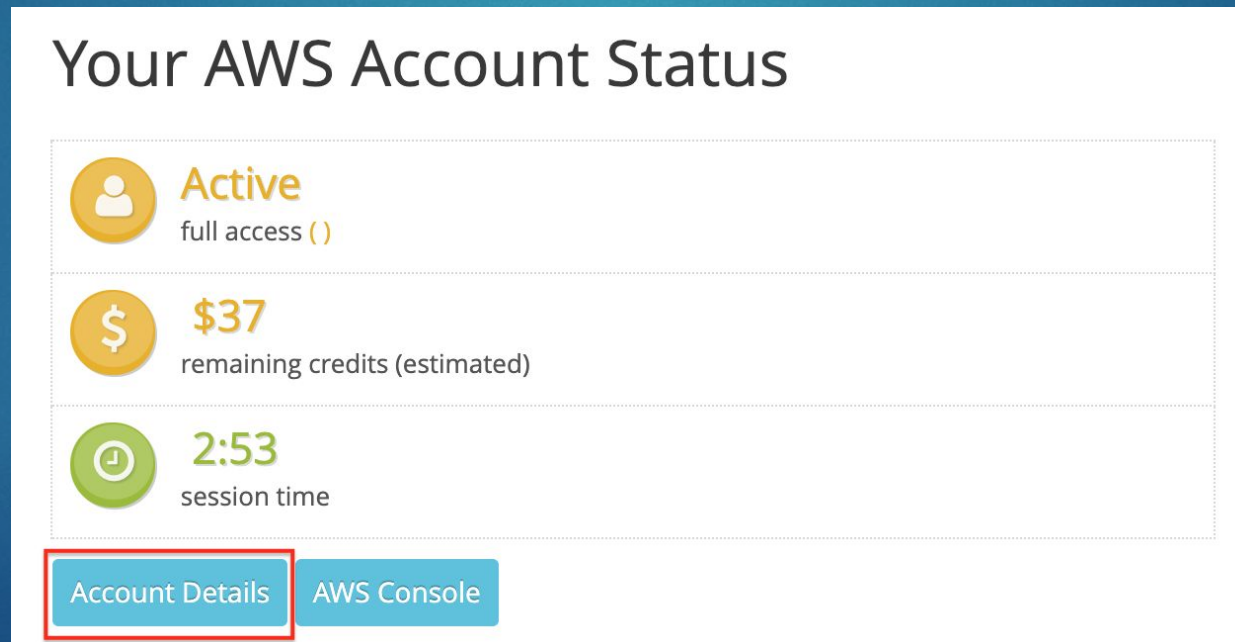 Your AWS Account Status
Active
full access ( )
$ $37
remaining credits (estimated)
2:53
session time
Account Details AWS Console